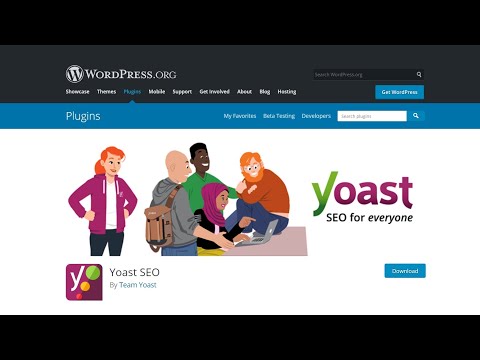 WORDPRESS.ORG
Search WordPress.org
Showcase Themes Plugins Mobile Support Get Involved About Blog Hosting
Get WordPress
Plugins
My Favorites Beta Testing Developers
Search plugins
yoast
SEO for everyone
y
Yoast SEO
By Team Yoast
Download